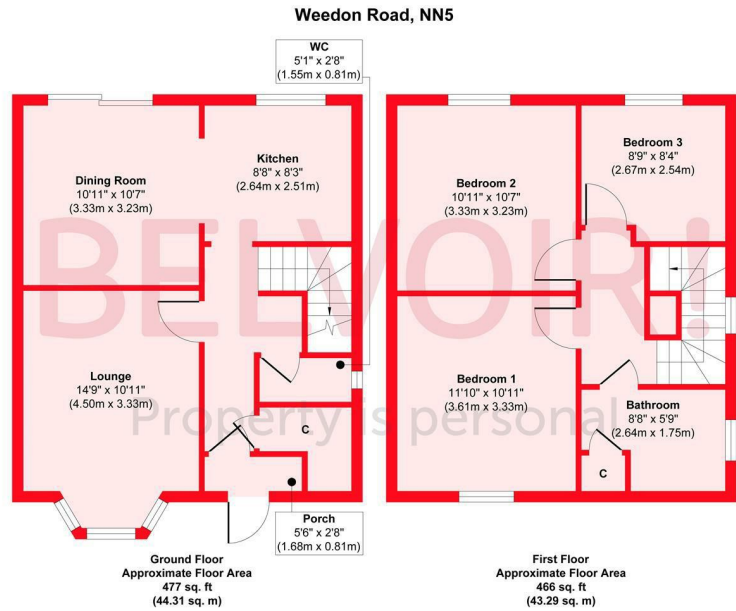 Weedon Road, NN5
WC
5'1" x 2'8"
(1.55m x 0.81m)
Dining Room
10'11" x 10'7"
(3.33m x 3.23m)
Kitchen
8'8" x 8'3"
(2.64m x 2.51m)
Lounge
14'9" x 10'11"
(4.50m x 3.33m)
C
Porch
5'6" x 2'8"
(1.68m x 0.81m)
Ground Floor
Approximate Floor Area
477 sq. ft
(44.31 sq. m)
Bedroom 2
10'11" x 10'7"
(3.33m x 3.23m)
Bedroom 3
8'9" x 8'4"
(2.67m x 2.54m)
Bedroom 1
11'10" x 10'11"
(3.61m x 3.33m)
Bathroom
8'8" x 5'9"
(2.64m x 1.75m)
C
First Floor
Approximate Floor Area
466 sq. ft
(43.29 sq. m)
BELVOIR!
Property is personal